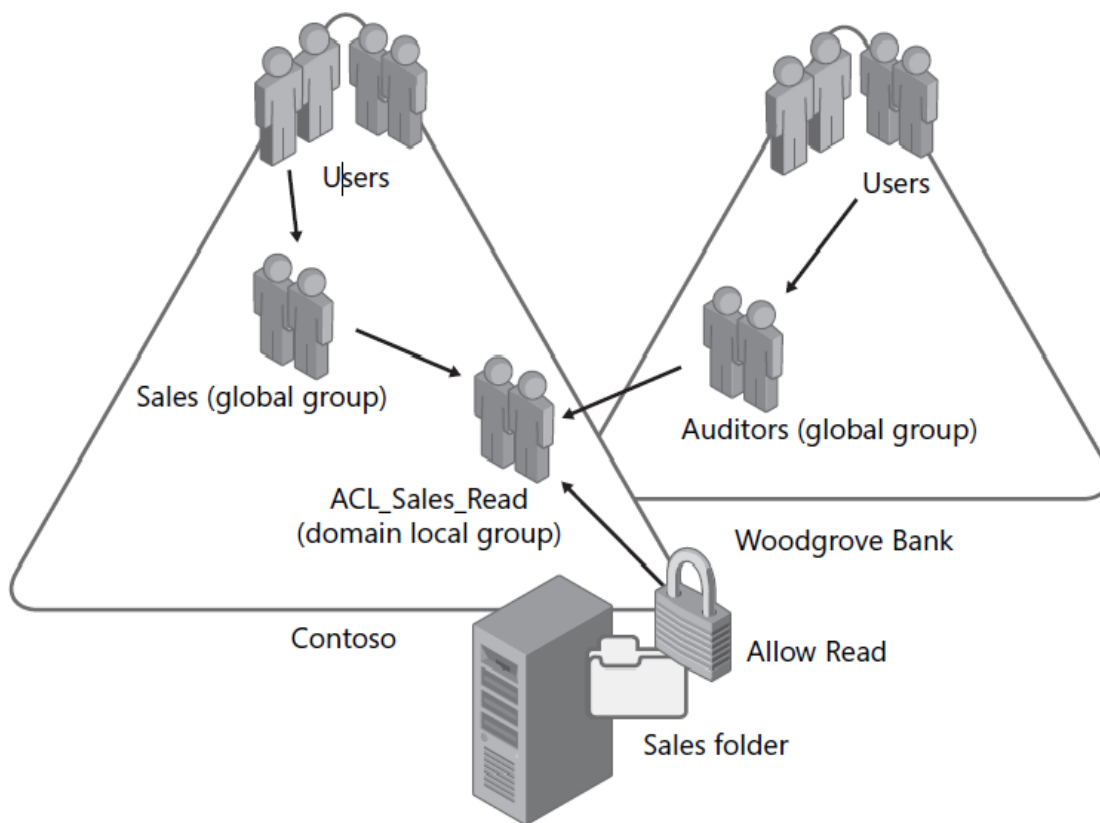 Users
Users
Sales (global group)
Auditors (global group)
ACL_Sales_Read
(domain local group)
Woodgrove Bank
Contoso
Allow Read
Sales folder